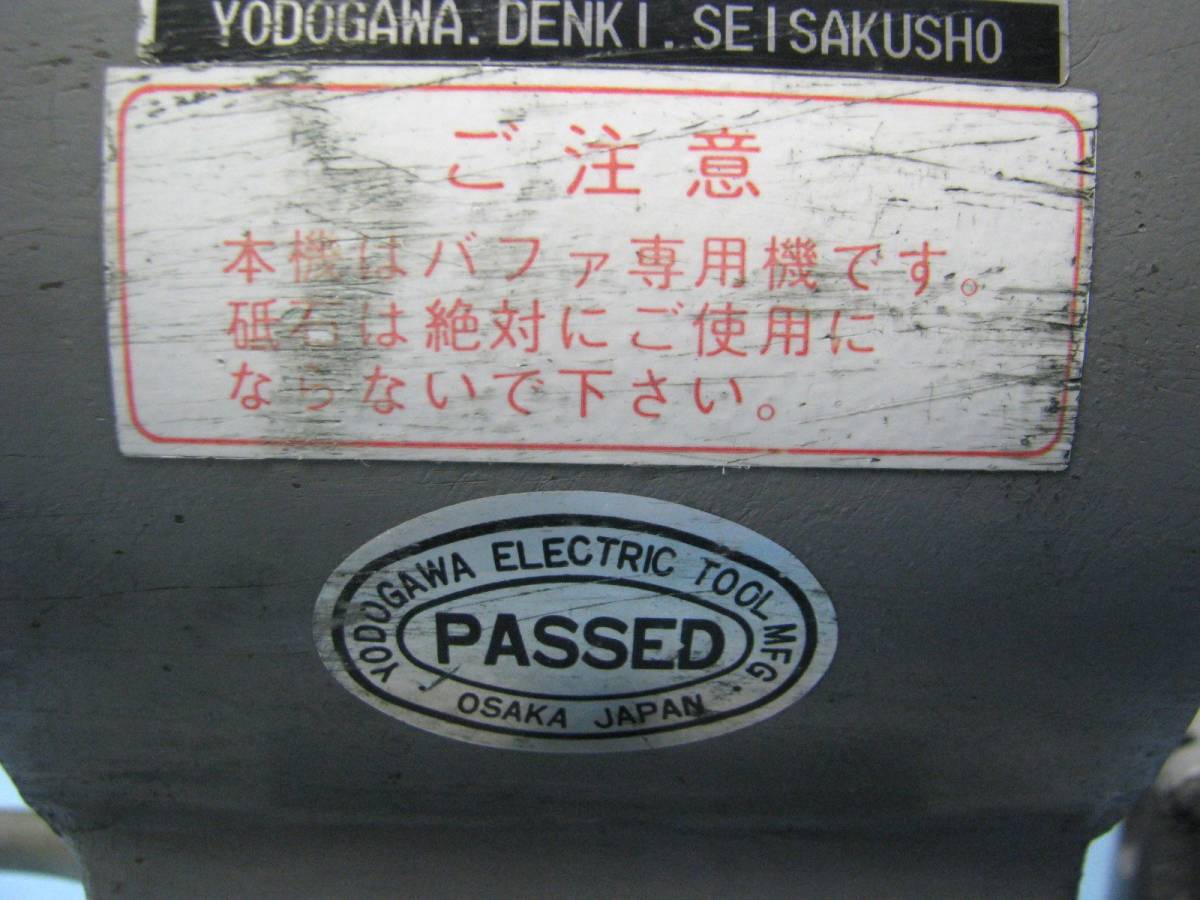 YODOGAWA. DENKI. SEISAKUSHO
ご注意
本機はバファ専用機です。
砥石は絶対にご使用に
ならないで下さい。
YODOGAWA ELECTRIC TOOL MFG.
PASSED
OSAKA JAPAN